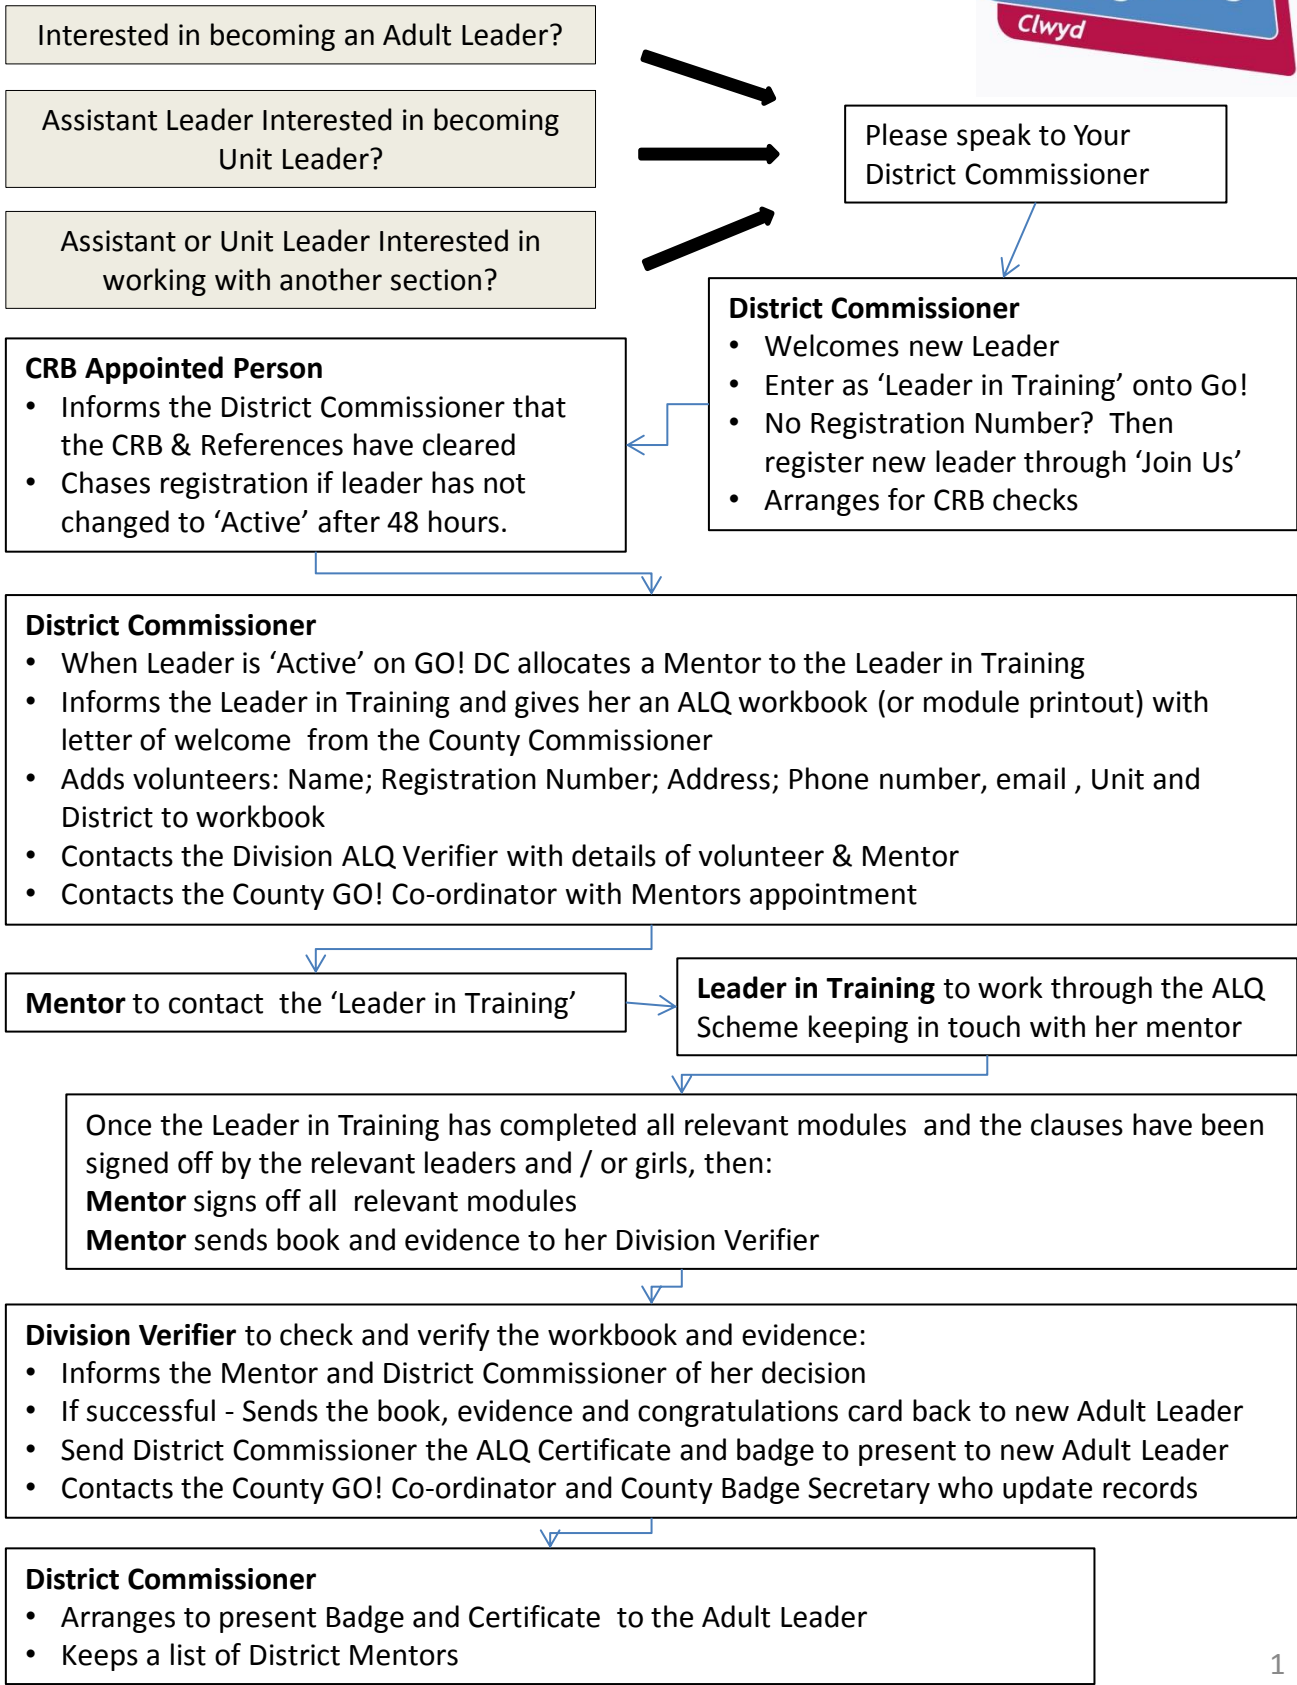 Clwyd
Interested in becoming an Adult Leader?
Assistant Leader Interested in becoming
Unit Leader?
Assistant or Unit Leader Interested in
working with another section?
Please speak to Your
District Commissioner
District Commissioner
• Welcomes new Leader
• Enter as ‘Leader in Training’ onto Go!
• No Registration Number? Then
register new leader through ‘Join Us’
• Arranges for CRB checks
CRB Appointed Person
• Informs the District Commissioner that
the CRB & References have cleared
• Chases registration if leader has not
changed to ‘Active’ after 48 hours.
District Commissioner
• When Leader is ‘Active’ on GO! DC allocates a Mentor to the Leader in Training
• Informs the Leader in Training and gives her an ALQ workbook (or module printout) with
letter of welcome from the County Commissioner
• Adds volunteers: Name; Registration Number; Address; Phone number, email , Unit and
District to workbook
• Contacts the Division ALQ Verifier with details of volunteer & Mentor
• Contacts the County GO! Co-ordinator with Mentors appointment
Mentor to contact the ‘Leader in Training’
Leader in Training to work through the ALQ
Scheme keeping in touch with her mentor
Once the Leader in Training has completed all relevant modules and the clauses have been
signed off by the relevant leaders and / or girls, then:
Mentor signs off all relevant modules
Mentor sends book and evidence to her Division Verifier
Division Verifier to check and verify the workbook and evidence:
• Informs the Mentor and District Commissioner of her decision
• If successful - Sends the book, evidence and congratulations card back to new Adult Leader
• Send District Commissioner the ALQ Certificate and badge to present to new Adult Leader
• Contacts the County GO! Co-ordinator and County Badge Secretary who update records
District Commissioner
• Arranges to present Badge and Certificate to the Adult Leader
• Keeps a list of District Mentors
1